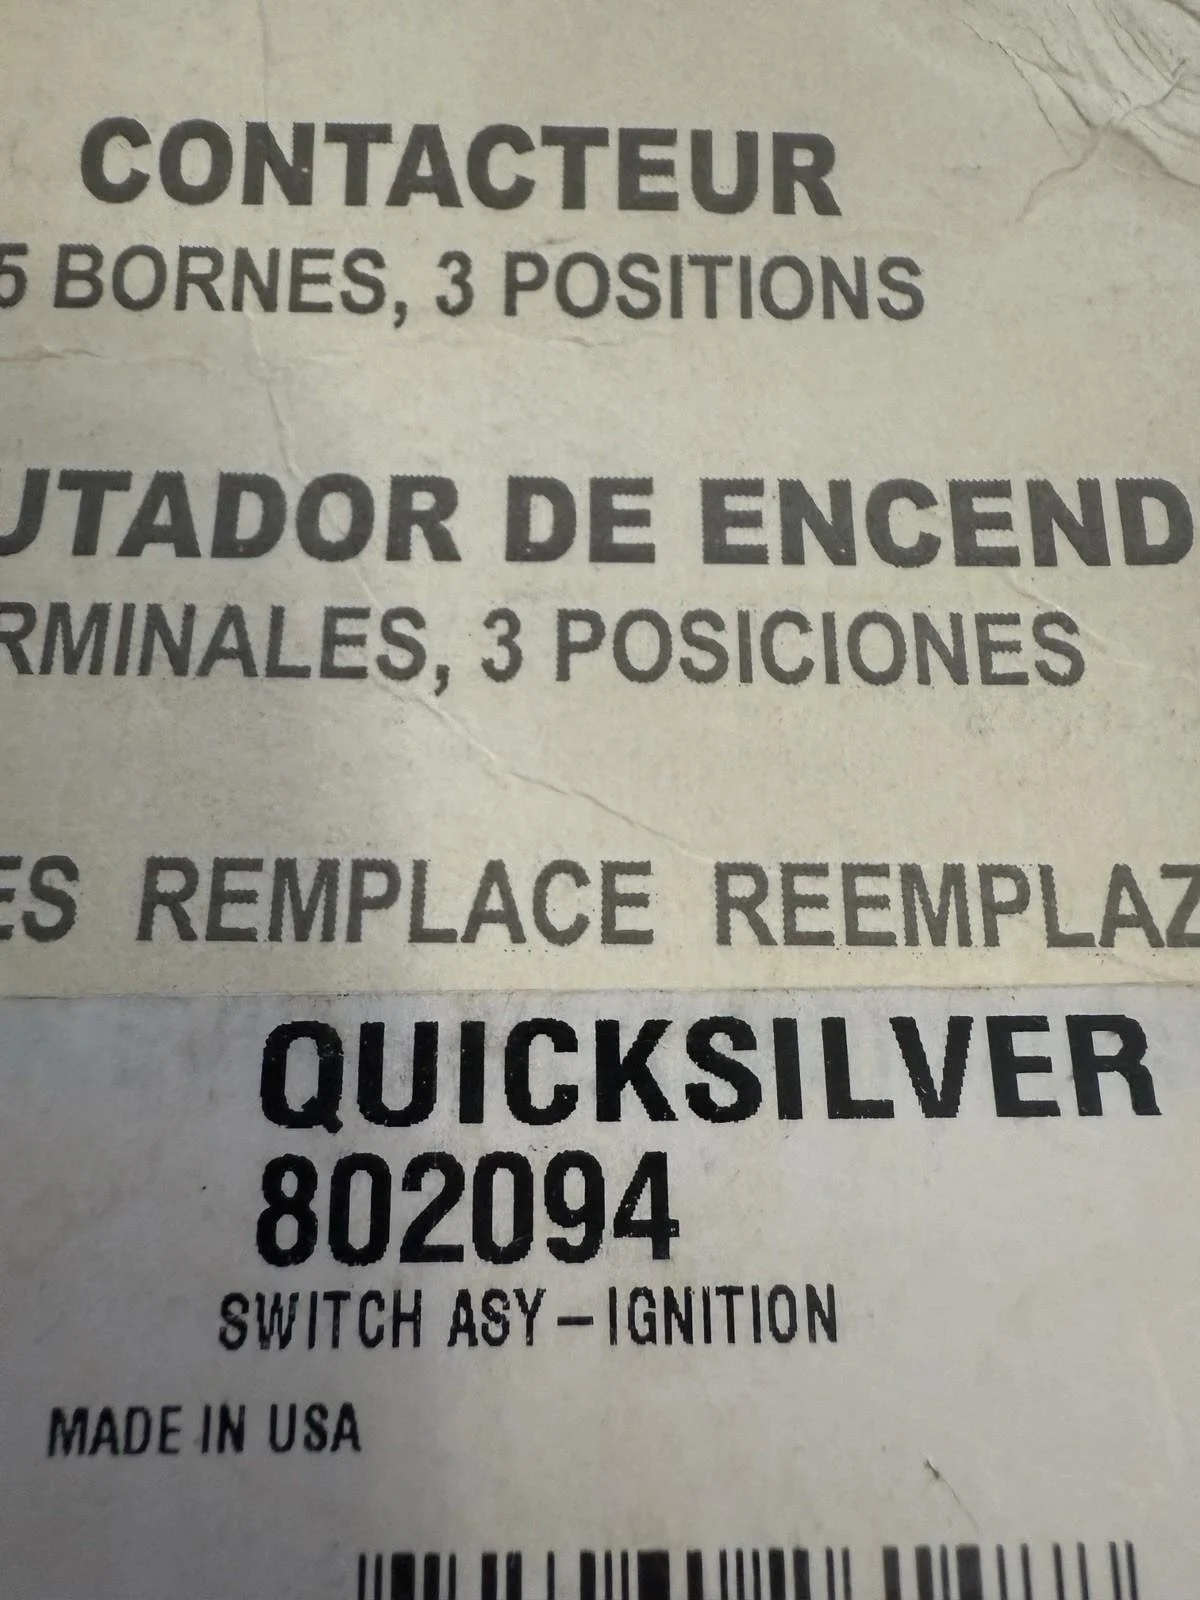 CONTACTEUR
5 BORNES, 3 POSITIONS
UTADOR DE ENCEND
RMINALES, 3 POSICIONES
ES REMPLACE REEMPLAZ
QUICKSILVER
802094
SWITCH ASY-IGNITION
MADE IN USA